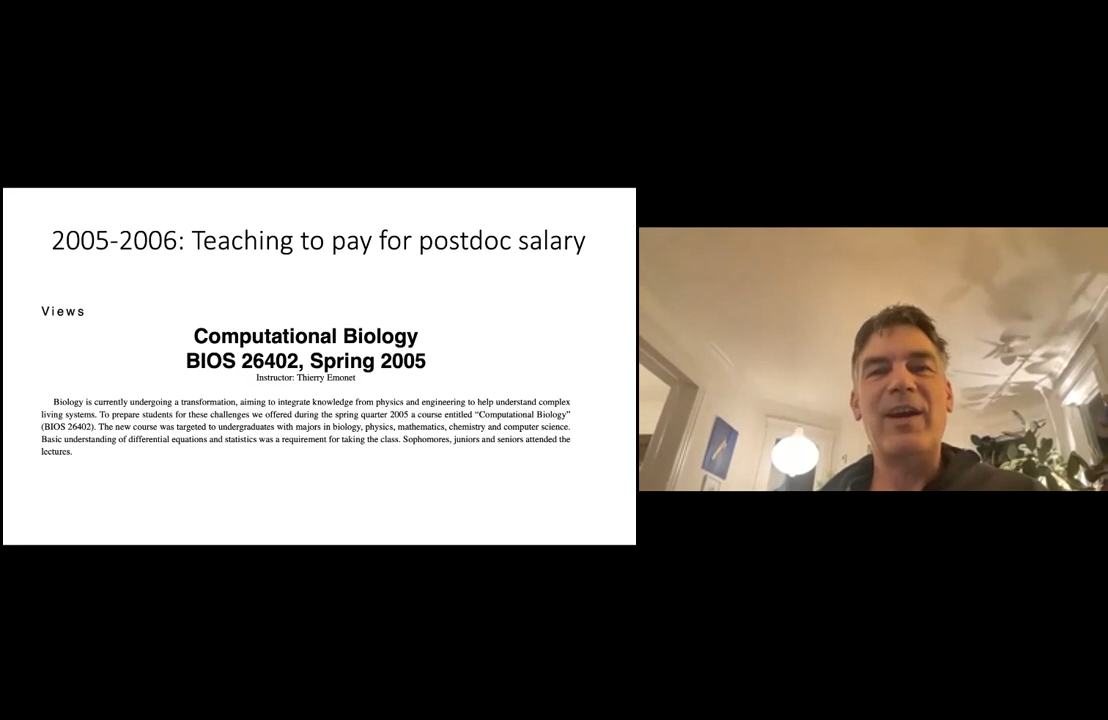 2005-2006: Teaching to pay for postdoc salary
Views
Computational Biology
BIOS 26402, Spring 2005
Instructor: Thierry Emonet
Biology is currently undergoing a transformation, aiming to integrate knowledge from physics and engineering to help understand complex
living systems. To prepare students for these challenges we offered during the spring quarter 2005 a course entitled “Computational Biology”
(BIOS 26402). The new course was targeted to undergraduates with majors in biology, physics, mathematics, chemistry and computer science.
Basic understanding of differential equations and statistics was a requirement for taking the class. Sophomores, juniors and seniors attended the
lectures.